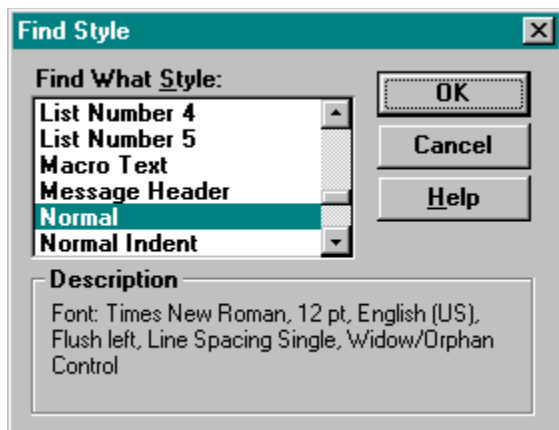 Find Style
Find What Style:
List Number 4
List Number 5
Macro Text
Message Header
Normal
Normal Indent
OK
Cancel
Help
Description
Font: Times New Roman, 12 pt, English (US),
Flush left, Line Spacing Single, Widow/Orphan
Control